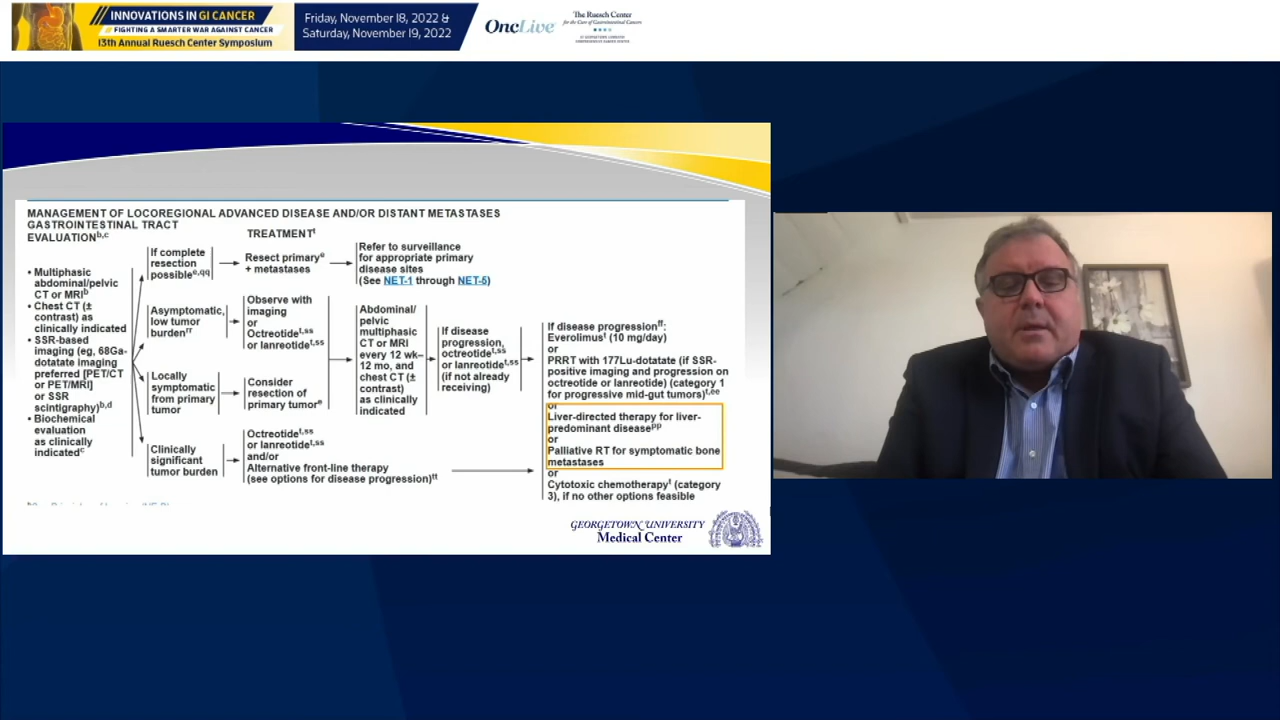 INNOVATIONS IN GI CANCER
FIGHTING A SMARTER WAR AGAINST CANCER
13th Annual Ruesch Center Symposium
Friday, November 18, 2022 &
Saturday, November 19, 2022
OncLive
The Ruesch Center
for the Cure of Gastrointestinal Cancers
MANAGEMENT OF LOCOREGIONAL ADVANCED DISEASE AND/OR DISTANT METASTASES
GASTROINTESTINAL TRACT
EVALUATIONb,c
TREATMENTt
• Multiphasic
abdominal/pelvic
CT or MRIb
• Chest CT (±
contrast) as
clinically indicated
• SSR-based
imaging (eg, 68Ga-
dotatate imaging
preferred [PET/CT
or PET/MRI]
or SSR
scintigraphy)b,d
• Biochemical
evaluation
as clinically
indicatedc
If complete
resection
possiblee,qq
Resect primarye
+ metastases
Refer to surveillance
for appropriate primary
disease sites
(See NET-1 through NET-5)
Asymptomatic,
low tumor
burdenrr
Observe with
imaging
or
Octreotidet,ss
or lanreotidet,ss
Locally
symptomatic
from primary
tumor
Consider
resection of
primary tumore
Clinically
significant
tumor burden
Octreotidet,ss
or lanreotidet,ss
and/or
Alternative front-line therapy
(see options for disease progression)tt
Abdominal/
pelvic
multiphasic
CT or MRI
every 12 wk–
12 mo, and
chest CT (±
contrast)
as clinically
indicated
If disease
progression,
octreotidet,ss
or lanreotidet,ss
(if not already
receiving)
If disease progressionff:
Everolimust (10 mg/day)
or
PRRT with 177Lu-dotatate (if SSR-
positive imaging and progression on
octreotide or lanreotide) (category 1
for progressive mid-gut tumors)t,ee
or
Liver-directed therapy for liver-
predominant diseasepp
or
Palliative RT for symptomatic bone
metastases
or
Cytotoxic chemotherapyt (category
3), if no other options feasible
GEORGETOWN UNIVERSITY
Medical Center